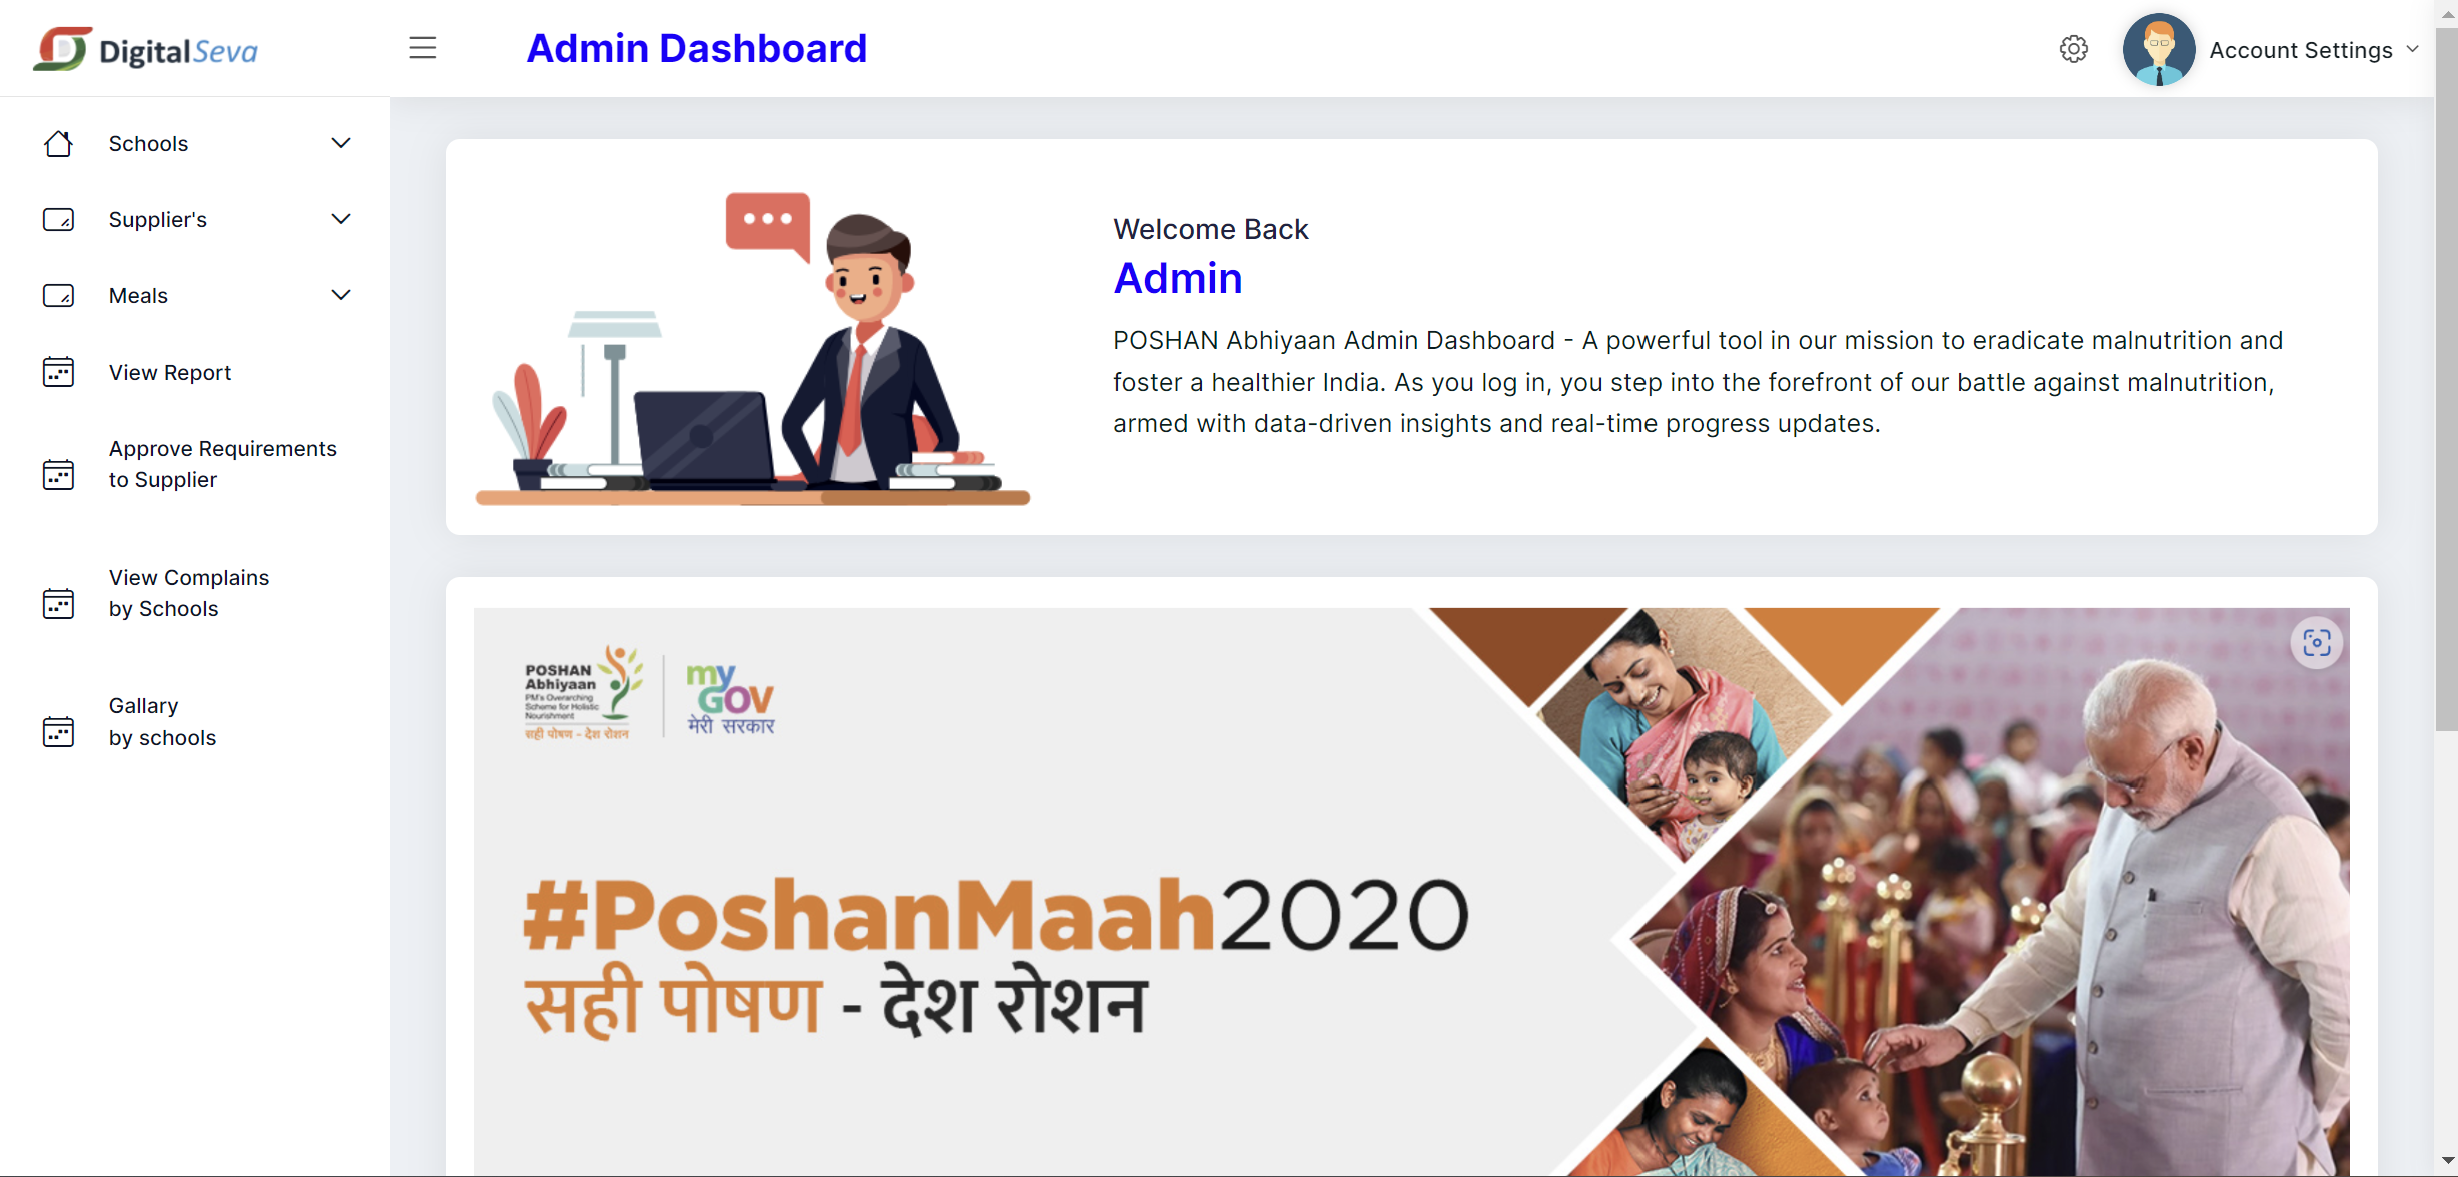 DigitalSeva
Admin Dashboard
Account Settings
Schools
Supplier's
Meals
View Report
Approve Requirements
to Supplier
View Complains
by Schools
Gallary
by schools
Welcome Back
Admin
POSHAN Abhiyaan Admin Dashboard - A powerful tool in our mission to eradicate malnutrition and
foster a healthier India. As you log in, you step into the forefront of our battle against malnutrition,
armed with data-driven insights and real-time progress updates.
POSHAN
Abhiyaan
PM's Overarching
Scheme for Holistic
Nourishment
सही पोषण - देश रोशन
my
GOV
मेरी सरकार
#PoshanMaah2020
सही पोषण - देश रोशन